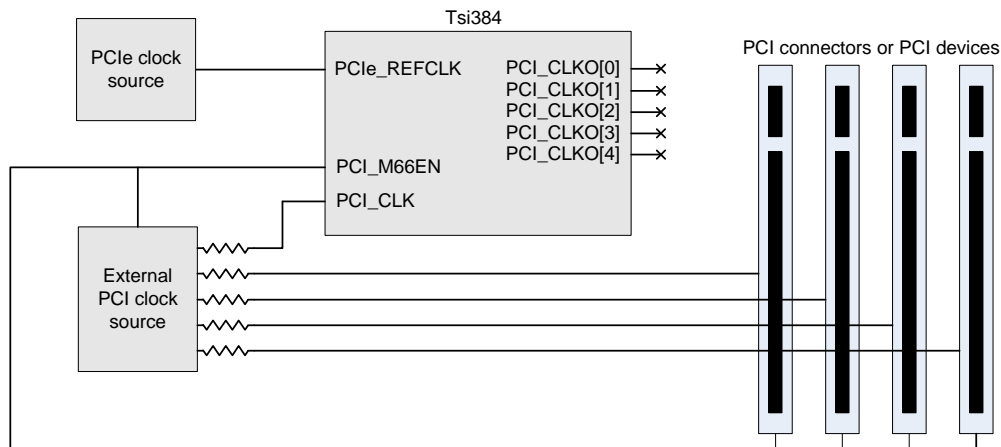 Tsi384
PCIe clock
source
PCIe_REFCLK
PCI_CLKO[0]
PCI_CLKO[1]
PCI_CLKO[2]
PCI_CLKO[3]
PCI_CLKO[4]
PCI connectors or PCI devices
PCI_M66EN
PCI_CLK
External
PCI clock
source